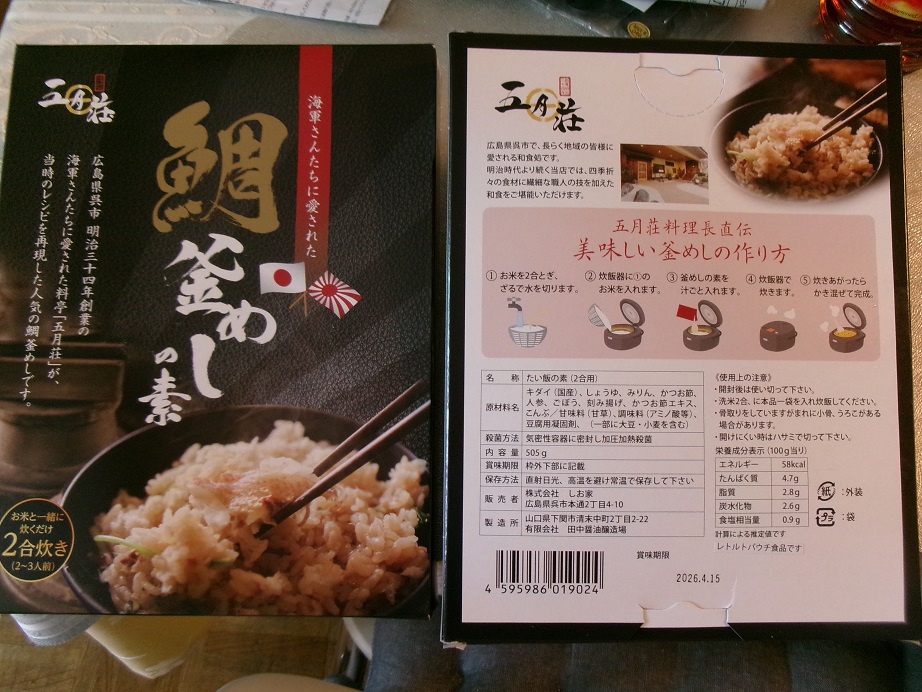 五月荘
海軍さんたちに愛された
鯛
釜めし
の素
広島県呉市 明治三十四年創業の
海軍さんたちに愛された料亭「五月荘」が、
当時のレシピを再現した人気の鯛釜めしです。
お米と一緒に
炊くだけ
2合炊き
(2~3人前)
五月荘
広島県呉市で、長らく地域の皆様に
愛される和食処です。
明治時代より続く当店では、四季折
々の食材に繊細な職人の技を加えた
和食をご堪能いただけます。
五月荘料理長直伝
美味しい釜めしの作り方
①お米を2合とぎ、
ざるで水を切ります。
②炊飯器に①の
お米を入れます。
③釜めしの素を
汁ごと入れます。
④炊飯器で
炊きます。
⑤炊きあがったら
かき混ぜて完成。
名 称 たい飯の素(2合用)
原材料名 キダイ(国産)、しょうゆ、みりん、かつお節、
人参、ごぼう、刻み揚げ、かつお節エキス、
こんぶ/甘味料(甘草)、調味料(アミノ酸等)、
豆腐用凝固剤、(一部に大豆・小麦を含む)
殺菌方法 気密性容器に密封し加圧加熱殺菌
内 容 量 505g
賞味期限 枠外下部に記載
保存方法 直射日光、高温を避け常温で保存して下さい
販 売 者 株式会社 しお家
広島県呉市本通2丁目4-10
製 造 所 山口県下関市清末中町2丁目2-22
有限会社 田中醤油醸造場
《使用上の注意》
・開封後は使い切って下さい。
・洗米2合、に本品一袋を入れ炊飯してください。
・骨取りをしていますがまれに小骨、うろこがある
場合があります。
・開けにくい時はハサミで切って下さい。
栄養成分表示(100g当り)
エネルギー 58kcal
たんぱく質 4.7g
脂質 2.8g
炭水化物 2.6g
食塩相当量 0.9g
計算による推定値です
レトルトパウチ食品です
紙 :外装
プラ :袋
4 595986 019024
賞味期限
2026.4.15